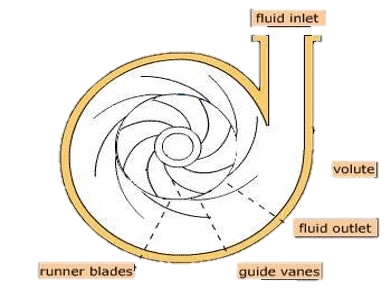 fluid inlet
volute
fluid outlet
runner blades
guide vanes